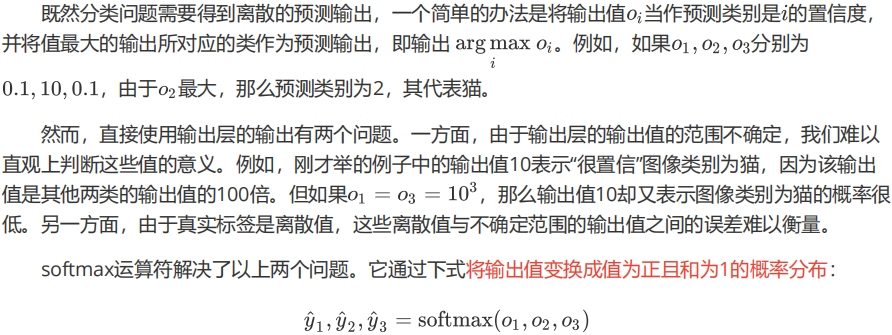 既然分类问题需要得到离散的预测输出，一个简单的办法是将输出值$o_i$当作预测类别是$i$的置信度，
并将值最大的输出所对应的类作为预测输出，即输出 $\underset{i}{\arg\max}\, o_i$。例如，如果$o_1, o_2, o_3$分别为
$0.1, 10, 0.1$，由于$o_2$最大，那么预测类别为2，其代表猫。
然而，直接使用输出层的输出有两个问题。一方面，由于输出层的输出值的范围不确定，我们难以
直观上判断这些值的意义。例如，刚才举的例子中的输出值10表示“很置信”图像类别为猫，因为该输出
值是其他两类的输出值的100倍。但如果$o_1 = o_3 = 10^3$，那么输出值10却又表示图像类别为猫的概率很
低。另一方面，由于真实标签是离散值，这些离散值与不确定范围的输出值之间的误差难以衡量。
softmax运算符解决了以上两个问题。它通过下式将输出值变换成值为正且和为1的概率分布：
$\hat{y}_1, \hat{y}_2, \hat{y}_3 = \text{softmax}(o_1, o_2, o_3)$